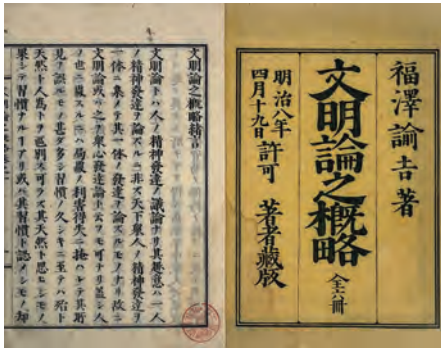 福澤諭吉著
文明論之概略 全六冊
明治八年
四月十九日
許可 著者藏版
文明論之概略緒言
文明論トハ人ノ精神發達ノ議論ナリ其趣意ハ一人
ノ精神發達ヲ論スルニ非ス天下衆人ノ精神發達ヲ
一体ニ集メテ其一体ノ發達ヲ論スルモノナリ故ニ
文明論或ハ之ヲ衆心發達論ト云フモ可ナリ蓋シ人
ノ世ニ處スルニハ局處ノ利害得失ニ掩ハレテ其所
見ヲ誤ルモノ甚タ多シ習慣ノ久シキニ至テハ殆ト
天然ト人爲トヲ區別ス可ラス其天然ト思ヒシモノ
果シテ習慣ナルヿアリ或ハ其習慣ト認メシモノ却